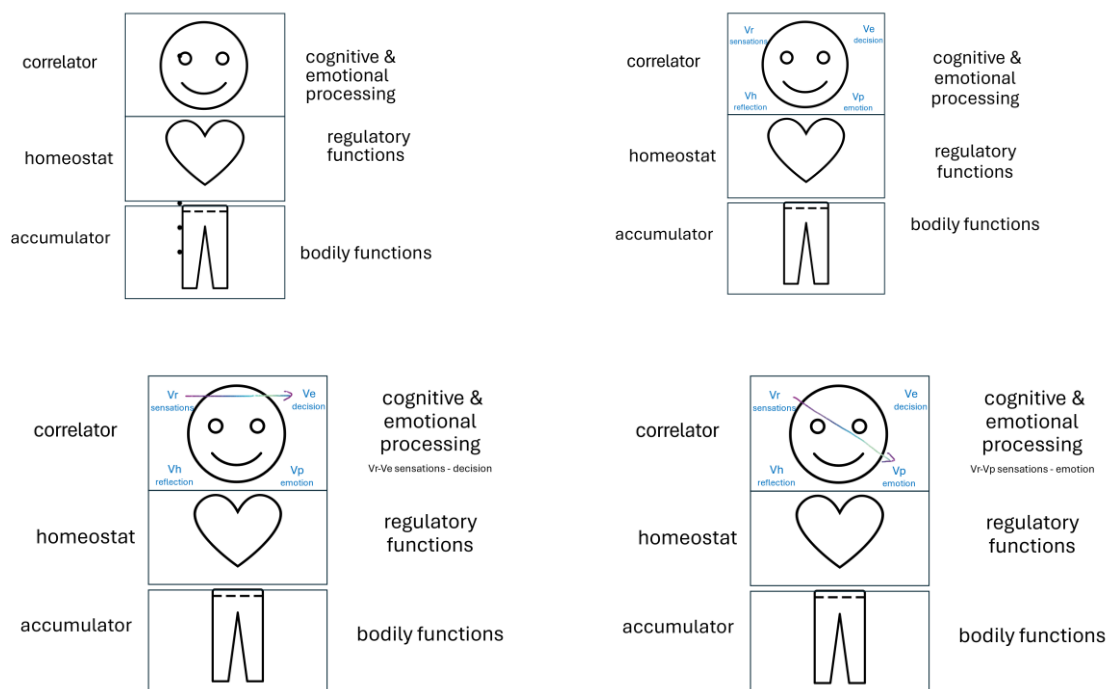 correlator
cognitive &
emotional
processing
homeostat
regulatory
functions
accumulator
bodily functions
Vr
sensations
Ve
decision
Vh
reflection
Vp
emotion
correlator
cognitive &
emotional
processing
homeostat
regulatory
functions
accumulator
bodily functions
Vr
sensations
Ve
decision
Vh
reflection
Vp
emotion
correlator
cognitive &
emotional
processing
Vr-Ve sensations - decision
homeostat
regulatory
functions
accumulator
bodily functions
Vr
sensations
Ve
decision
Vh
reflection
Vp
emotion
correlator
cognitive &
emotional
processing
Vr-Vp sensations - emotion
homeostat
regulatory
functions
accumulator
bodily functions